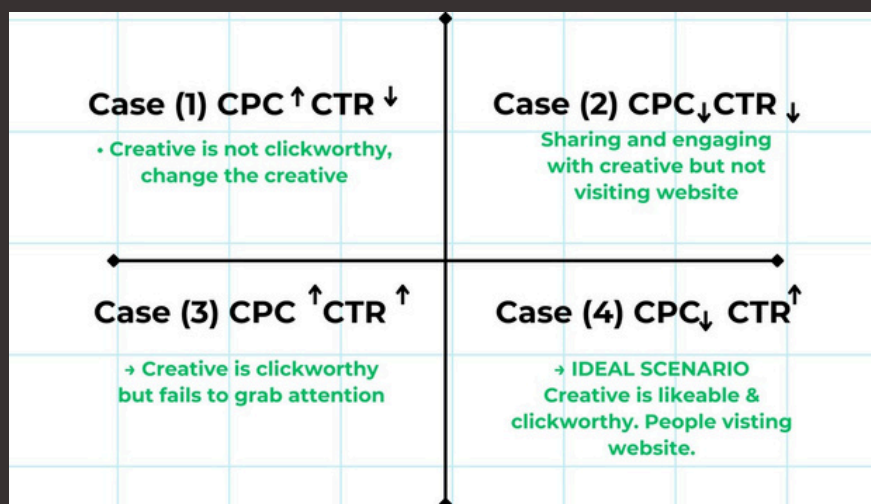 Case (1) CPC ↑ CTR ↓
• Creative is not clickworthy,
change the creative
Case (2) CPC↓CTR ↓
Sharing and engaging
with creative but not
visiting website
Case (3) CPC ↑CTR ↑
→ Creative is clickworthy
but fails to grab attention
Case (4) CPC↓ CTR↑
→ IDEAL SCENARIO
Creative is likeable &
clickworthy. People visting
website.